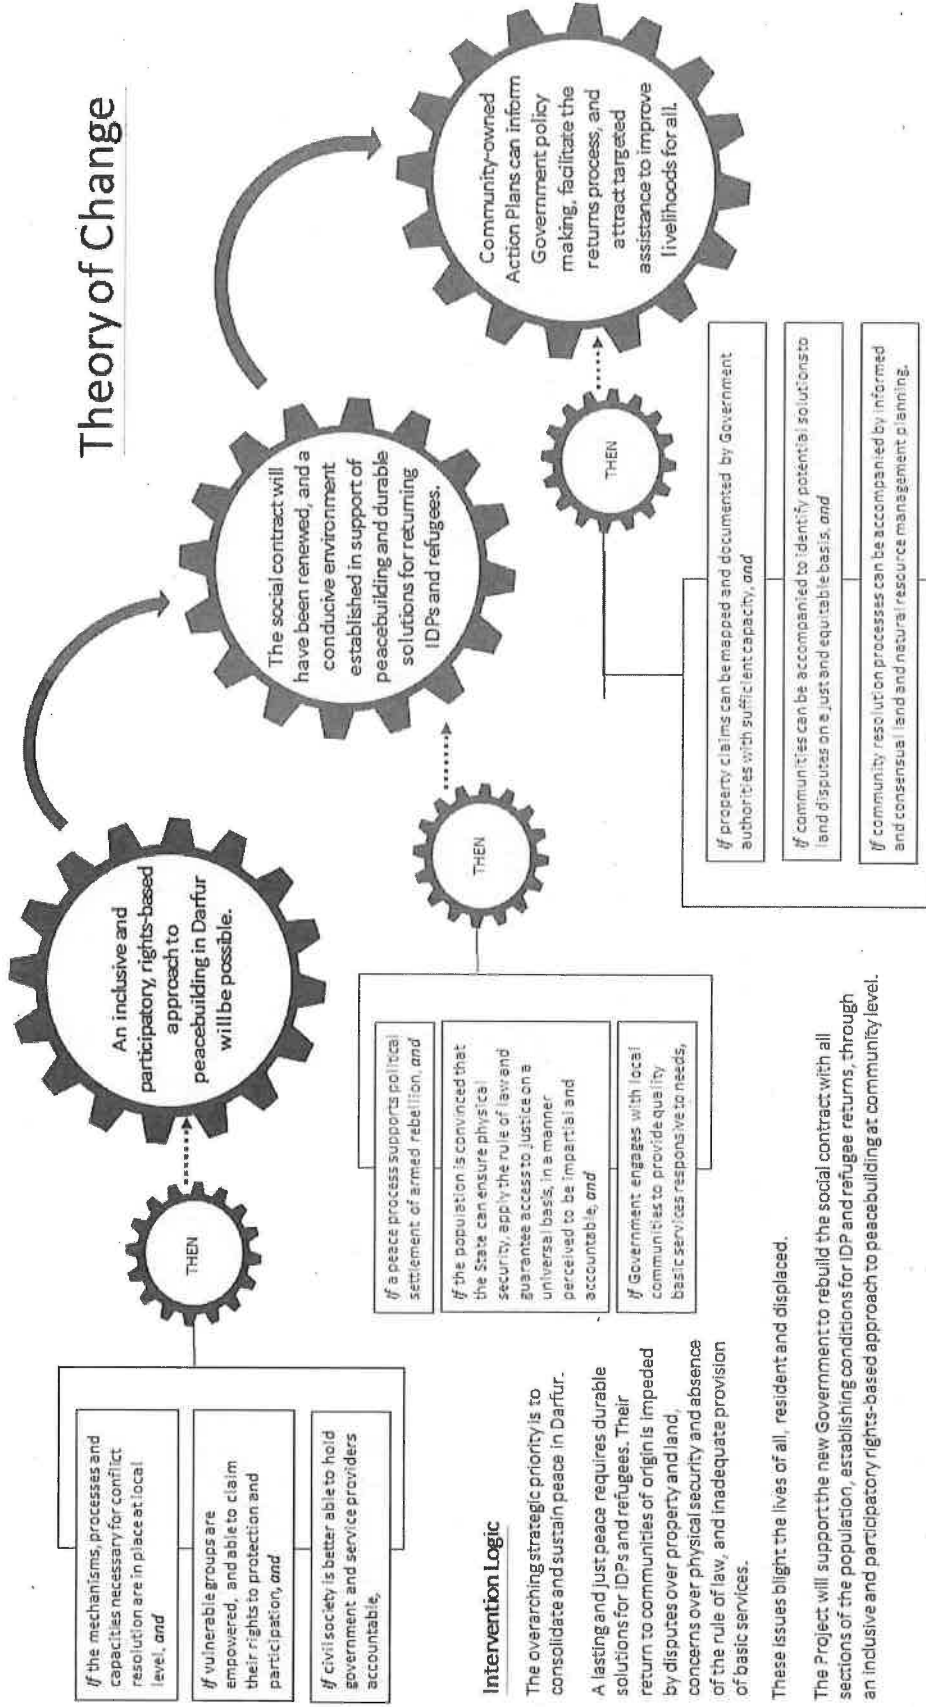 Theory of Change
If the mechanisms, processes and
capacities necessary for conflict
resolution are in place at local
level, and
If vulnerable groups are
empowered, and able to claim
their rights to protection and
participation, and
If civil society is better able to hold
government and service providers
accountable,
THEN
An inclusive and
participatory, rights-based
approach to
peacebuilding in Darfur
will be possible.
If a peace process supports political
settlement of armed rebellion, and
If the population is convinced that
the State can ensure physical
security, apply the rule of law and
guarantee access to justice on a
universal basis, in a manner
perceived to be impartial and
accountable, and
If Government engages with local
communities to provide quality
basic services responsive to needs,
THEN
The social contract will
have been renewed, and a
conducive environment
established in support of
peacebuilding and durable
solutions for returning
IDPs and refugees.
If property claims can be mapped and documented by Government
authorities with sufficient capacity, and
If communities can be accompanied to identify potential solutions to
land disputes on a just and equitable basis, and
If community resolution processes can be accompanied by informed
and consensual land and natural resource management planning,
THEN
Community-owned
Action Plans can inform
Government policy
making, facilitate the
returns process, and
attract targeted
assistance to improve
livelihoods for all.
Intervention Logic
The overarching strategic priority is to
consolidate and sustain peace in Darfur.
A lasting and just peace requires durable
solutions for IDPs and refugees. Their
return to communities of origin is impeded
by disputes over property and land,
concerns over physical security and absence
of the rule of law, and inadequate provision
of basic services.
These issues blight the lives of all, resident and displaced.
The Project will support the new Government to rebuild the social contract with all
sections of the population, establishing conditions for IDP and refugee returns, through
an inclusive and participatory rights-based approach to peacebuilding at community level.